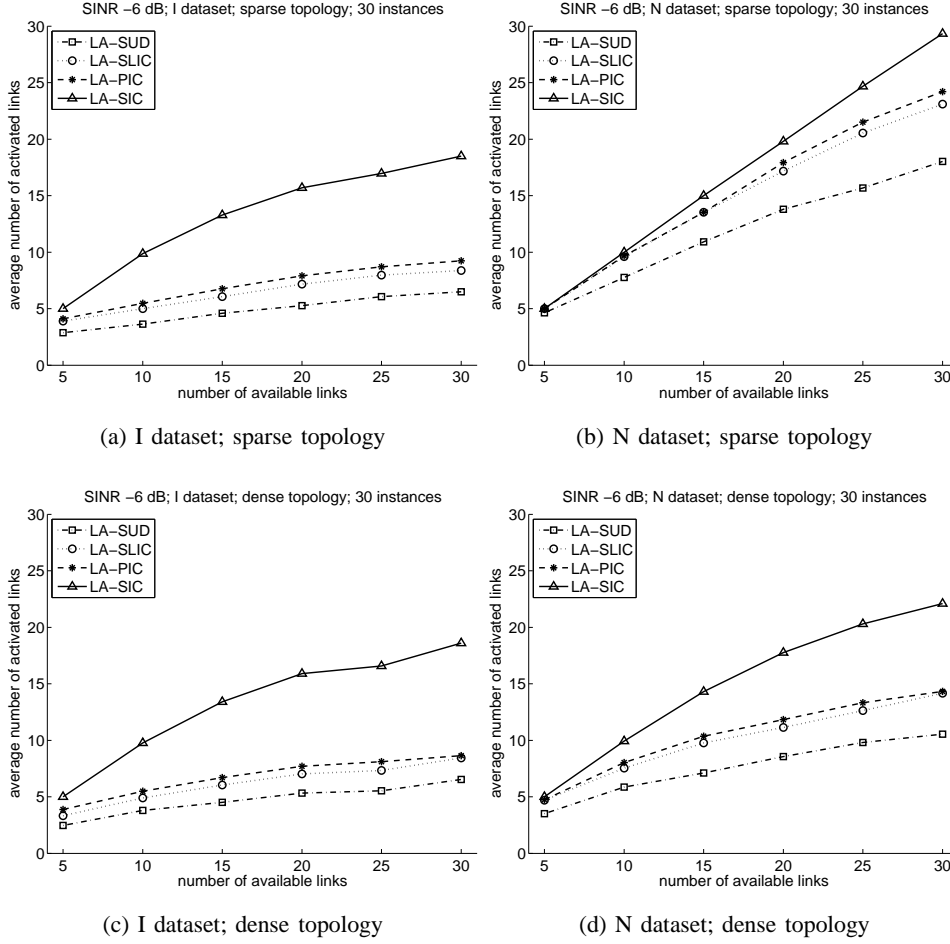 SINR −6 dB; I dataset; sparse topology; 30 instances
30
25
20
15
10
5
0
average number of activated links
LA−SUD
LA−SLIC
LA−PIC
LA−SIC
5 10 15 20 25 30
number of available links
(a) I dataset; sparse topology
SINR −6 dB; N dataset; sparse topology; 30 instances
30
25
20
15
10
5
0
average number of activated links
LA−SUD
LA−SLIC
LA−PIC
LA−SIC
5 10 15 20 25 30
number of available links
(b) N dataset; sparse topology
SINR −6 dB; I dataset; dense topology; 30 instances
30
25
20
15
10
5
0
average number of activated links
LA−SUD
LA−SLIC
LA−PIC
LA−SIC
5 10 15 20 25 30
number of available links
(c) I dataset; dense topology
SINR −6 dB; N dataset; dense topology; 30 instances
30
25
20
15
10
5
0
average number of activated links
LA−SUD
LA−SLIC
LA−PIC
LA−SIC
5 10 15 20 25 30
number of available links
(d) N dataset; dense topology